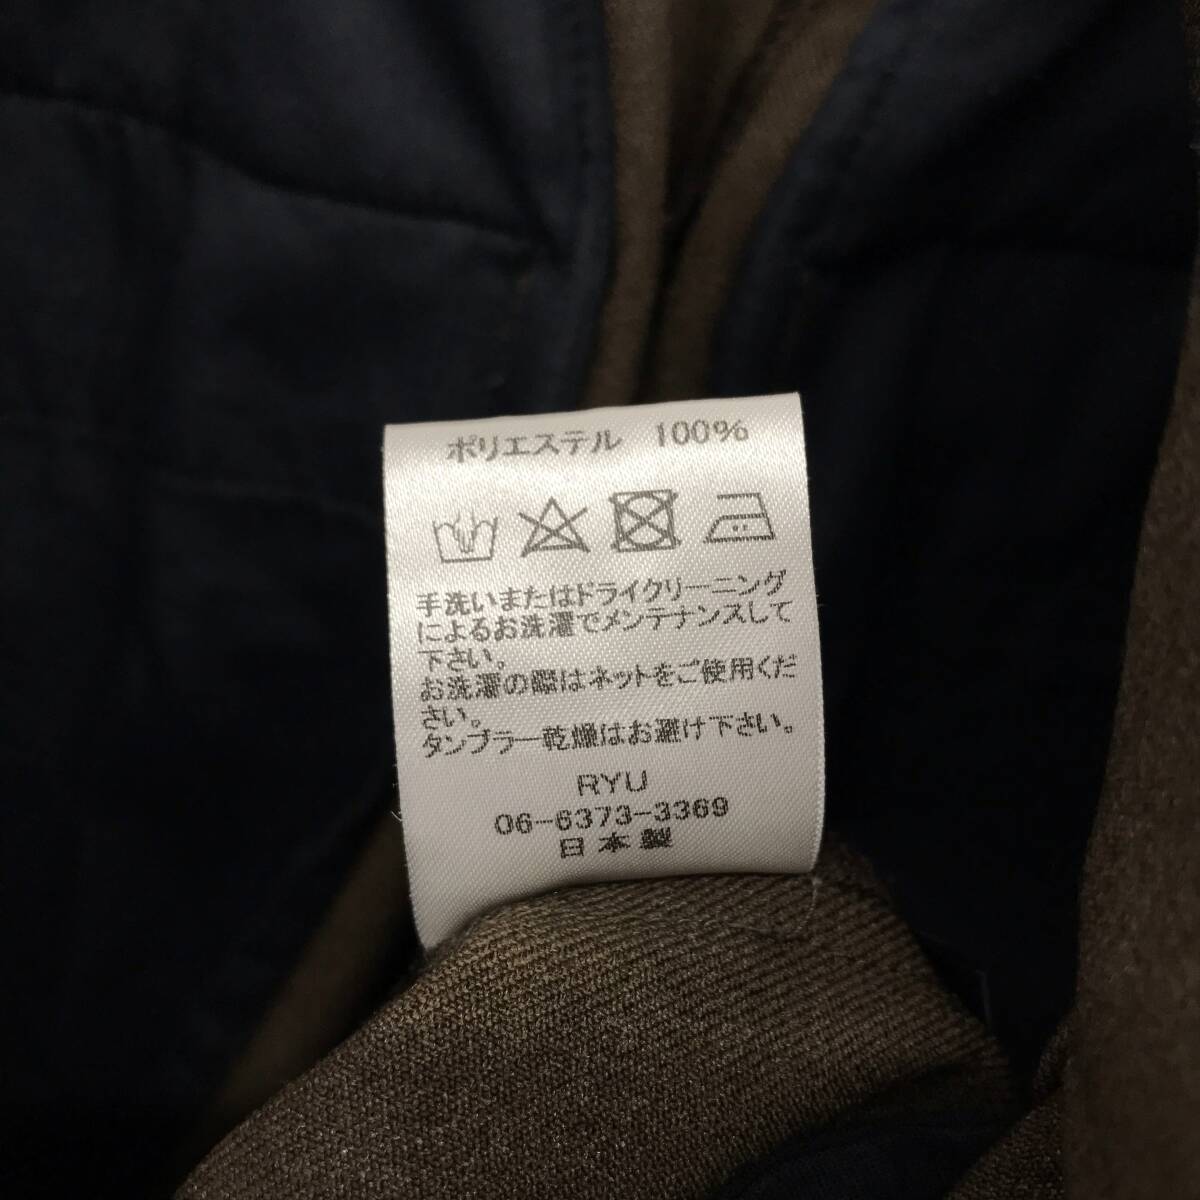 ポリエステル 100%
手洗いまたはドライクリーニング
によるお洗濯でメンテナンスして
下さい。
お洗濯の際はネットをご使用くだ
さい。
タンブラー乾燥はお避け下さい。
RYU
06-6373-3369
日本製